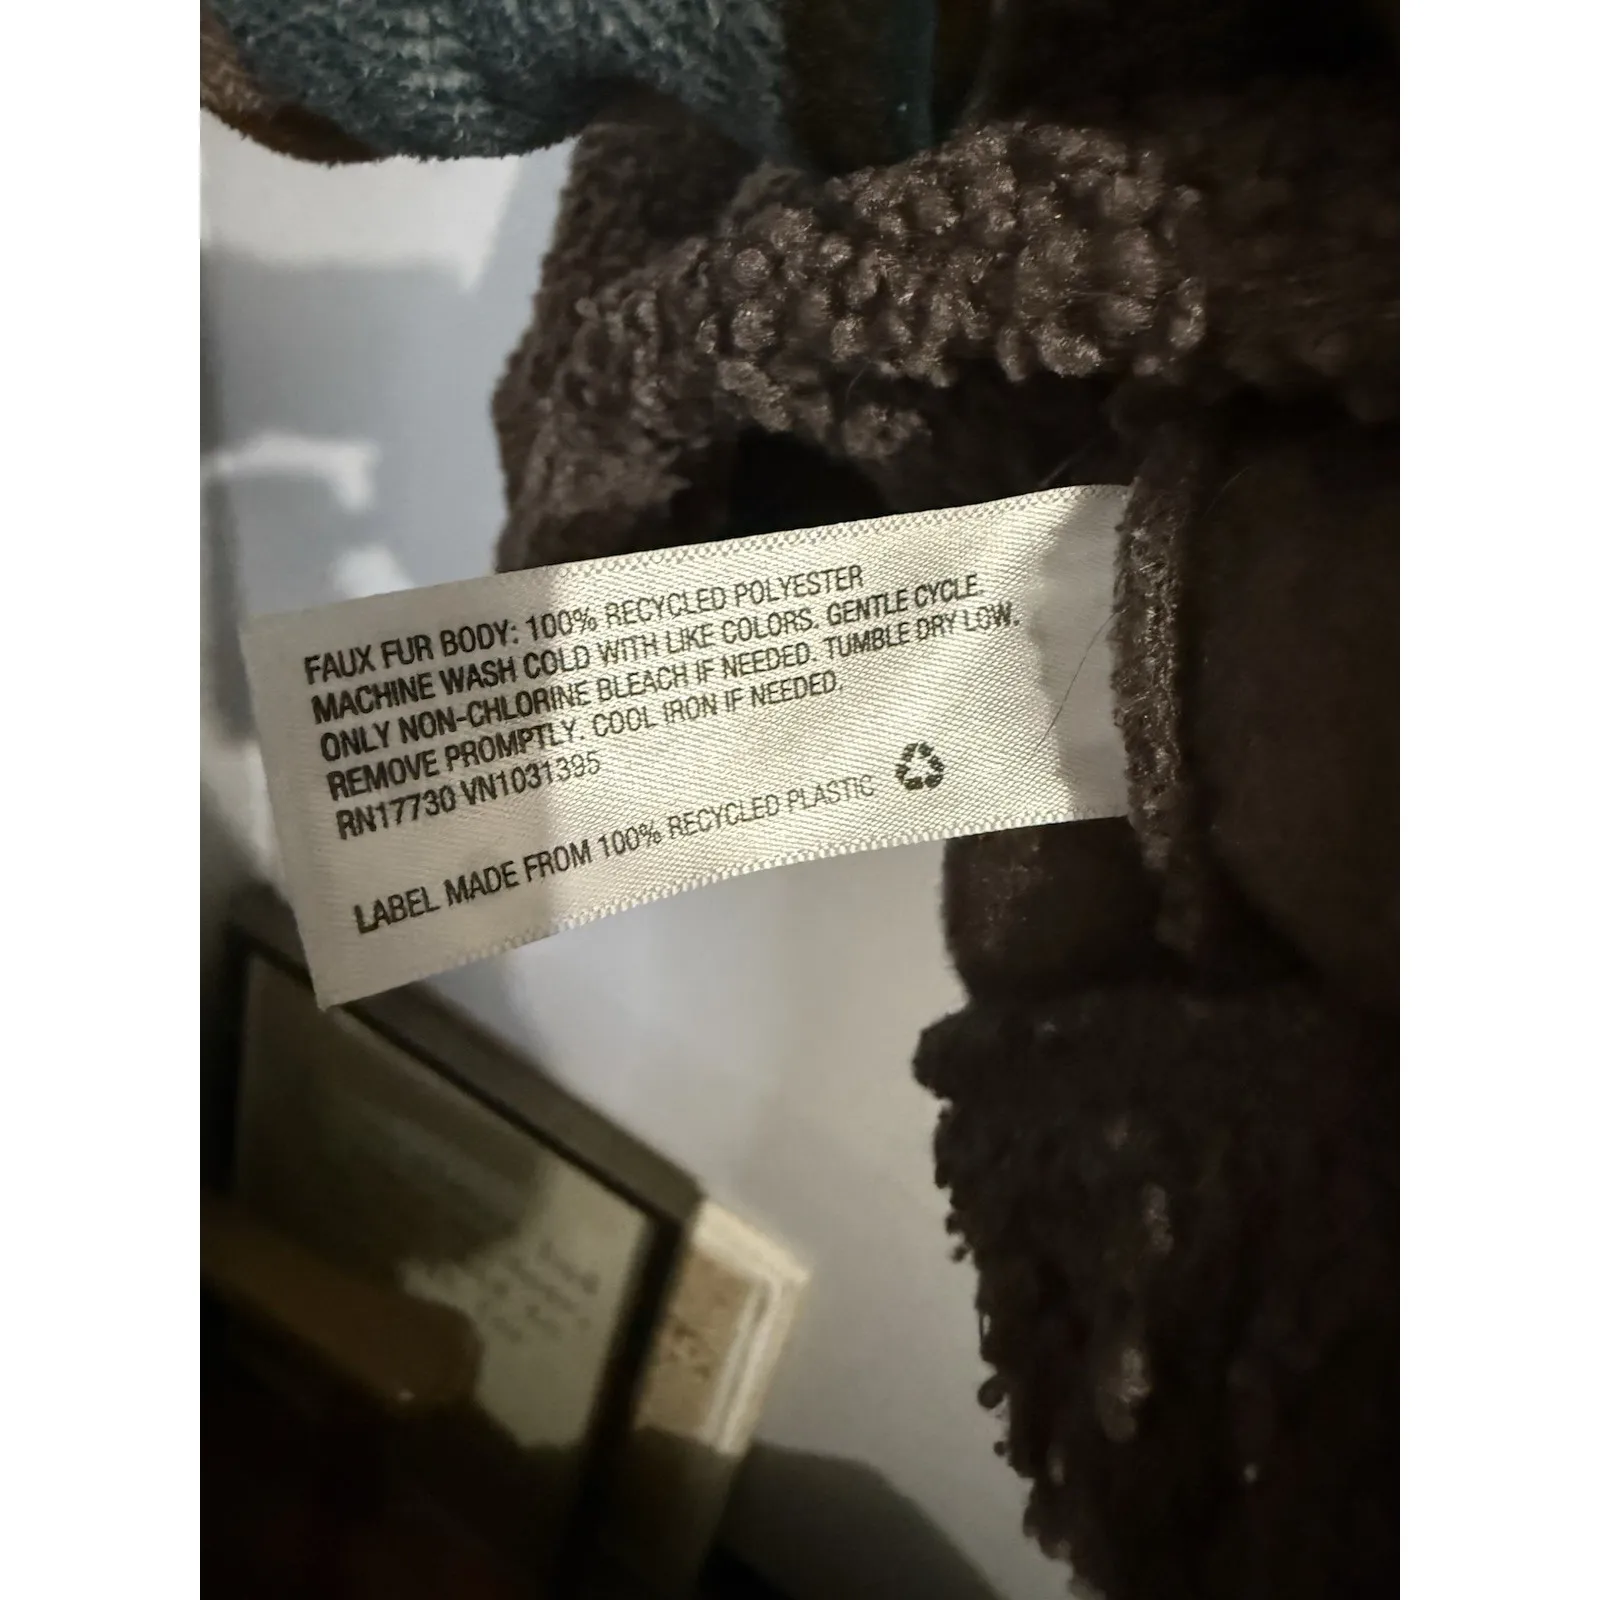 FAUX FUR BODY: 100% RECYCLED POLYESTER
MACHINE WASH COLD WITH LIKE COLORS. GENTLE CYCLE.
ONLY NON-CHLORINE BLEACH IF NEEDED. TUMBLE DRY LOW.
REMOVE PROMPTLY. COOL IRON IF NEEDED.
RN17730 VN1031395
LABEL MADE FROM 100% RECYCLED PLASTIC